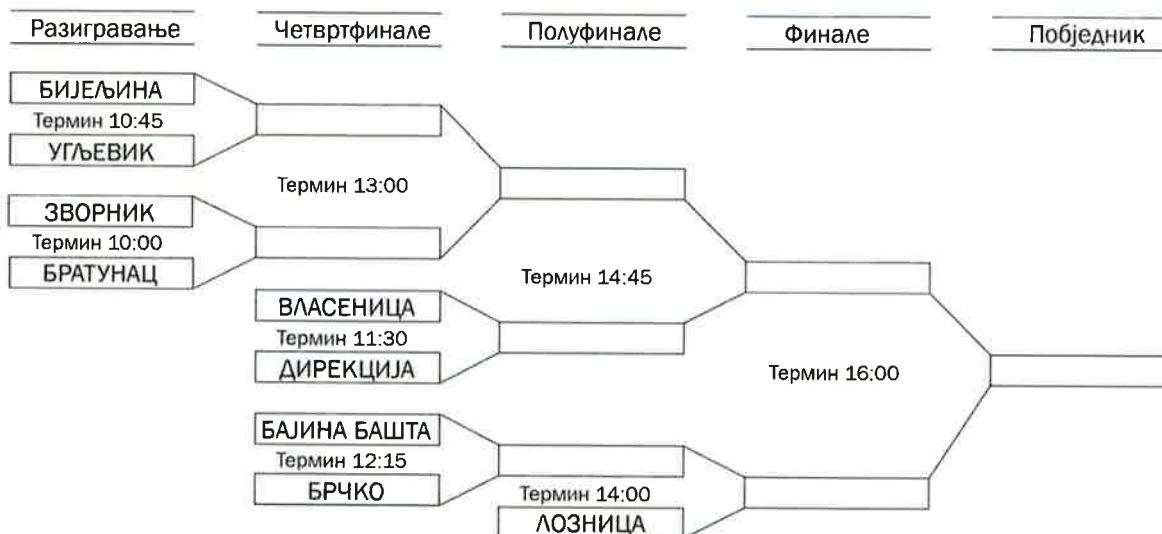 Разигравање
Четвртфинале
Полуфинале
Финале
Побједник
БИЈЕЉИНА
Термин 10:45
УГЉЕВИК
Термин 13:00
ЗВОРНИК
Термин 10:00
БРАТУНАЦ
Термин 14:45
ВЛАСЕНИЦА
Термин 11:30
ДИРЕКЦИЈА
Термин 16:00
БАЈИНА БАШТА
Термин 12:15
БРЧКО
Термин 14:00
ЛОЗНИЦА